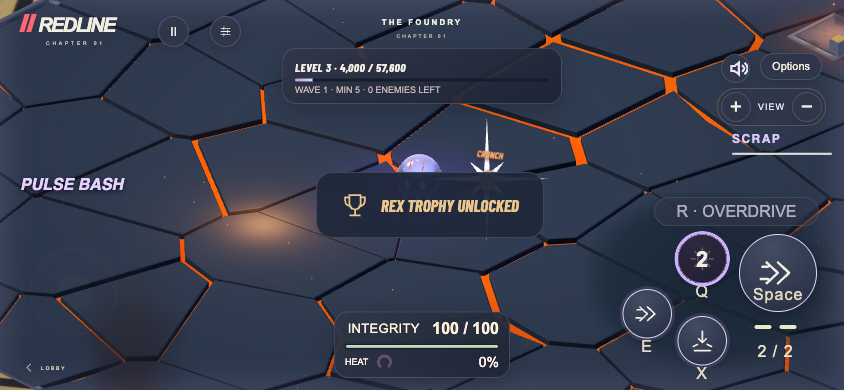 REDLINE
CHAPTER 01
THE FOUNDRY
CHAPTER 01
LEVEL 3 · 4,000 / 57,600
WAVE 1 · MIN 5 · 0 ENEMIES LEFT
Options
+ VIEW −
SCRAP
CRUNCH
PULSE BASH
REX TROPHY UNLOCKED
R · OVERDRIVE
2
Q
Space
E
X
2 / 2
INTEGRITY 100 / 100
HEAT 0%
LOBBY